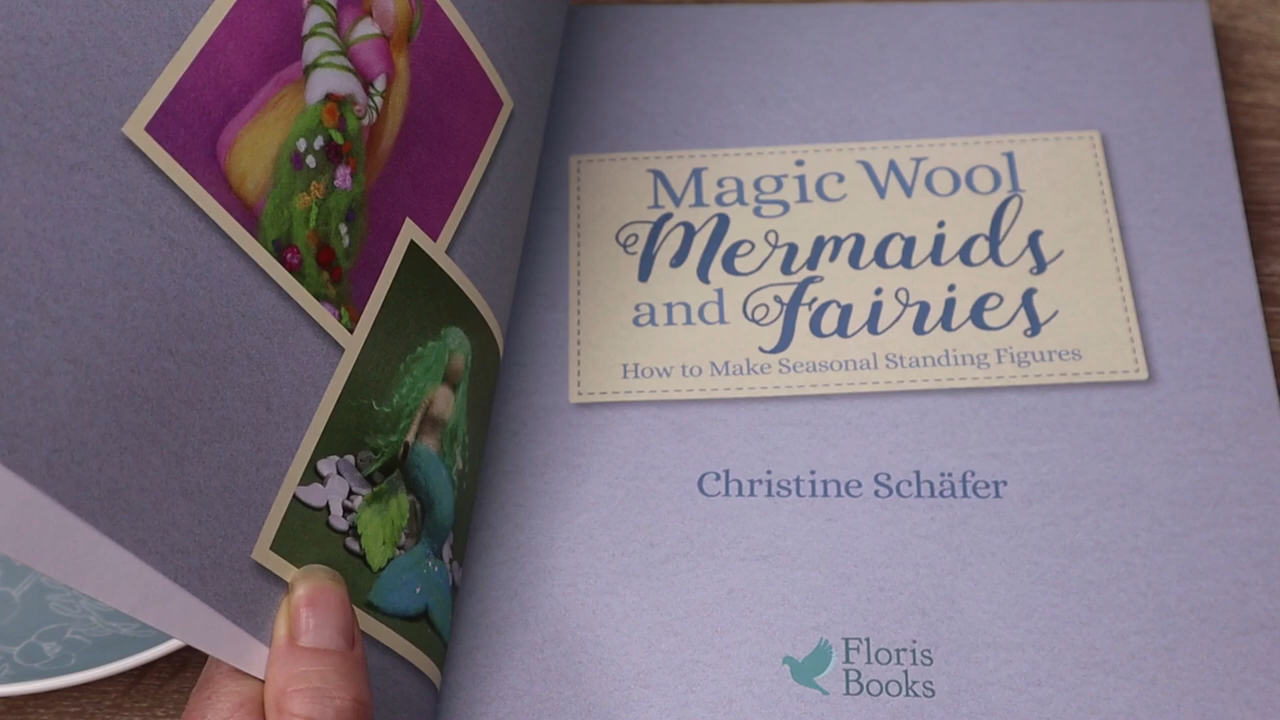 Magic Wool
Mermaids
and Fairies
How to Make Seasonal Standing Figures
Christine Schäfer
Floris
Books